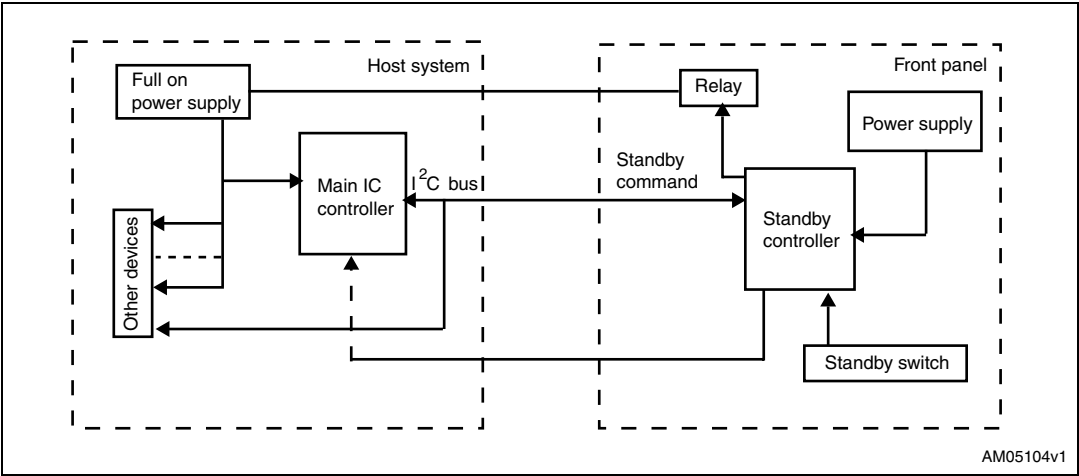 Host system
Full on
power supply
Main IC
controller
I2C bus
Other devices
Front panel
Relay
Power supply
Standby
command
Standby
controller
Standby switch
AM05104v1